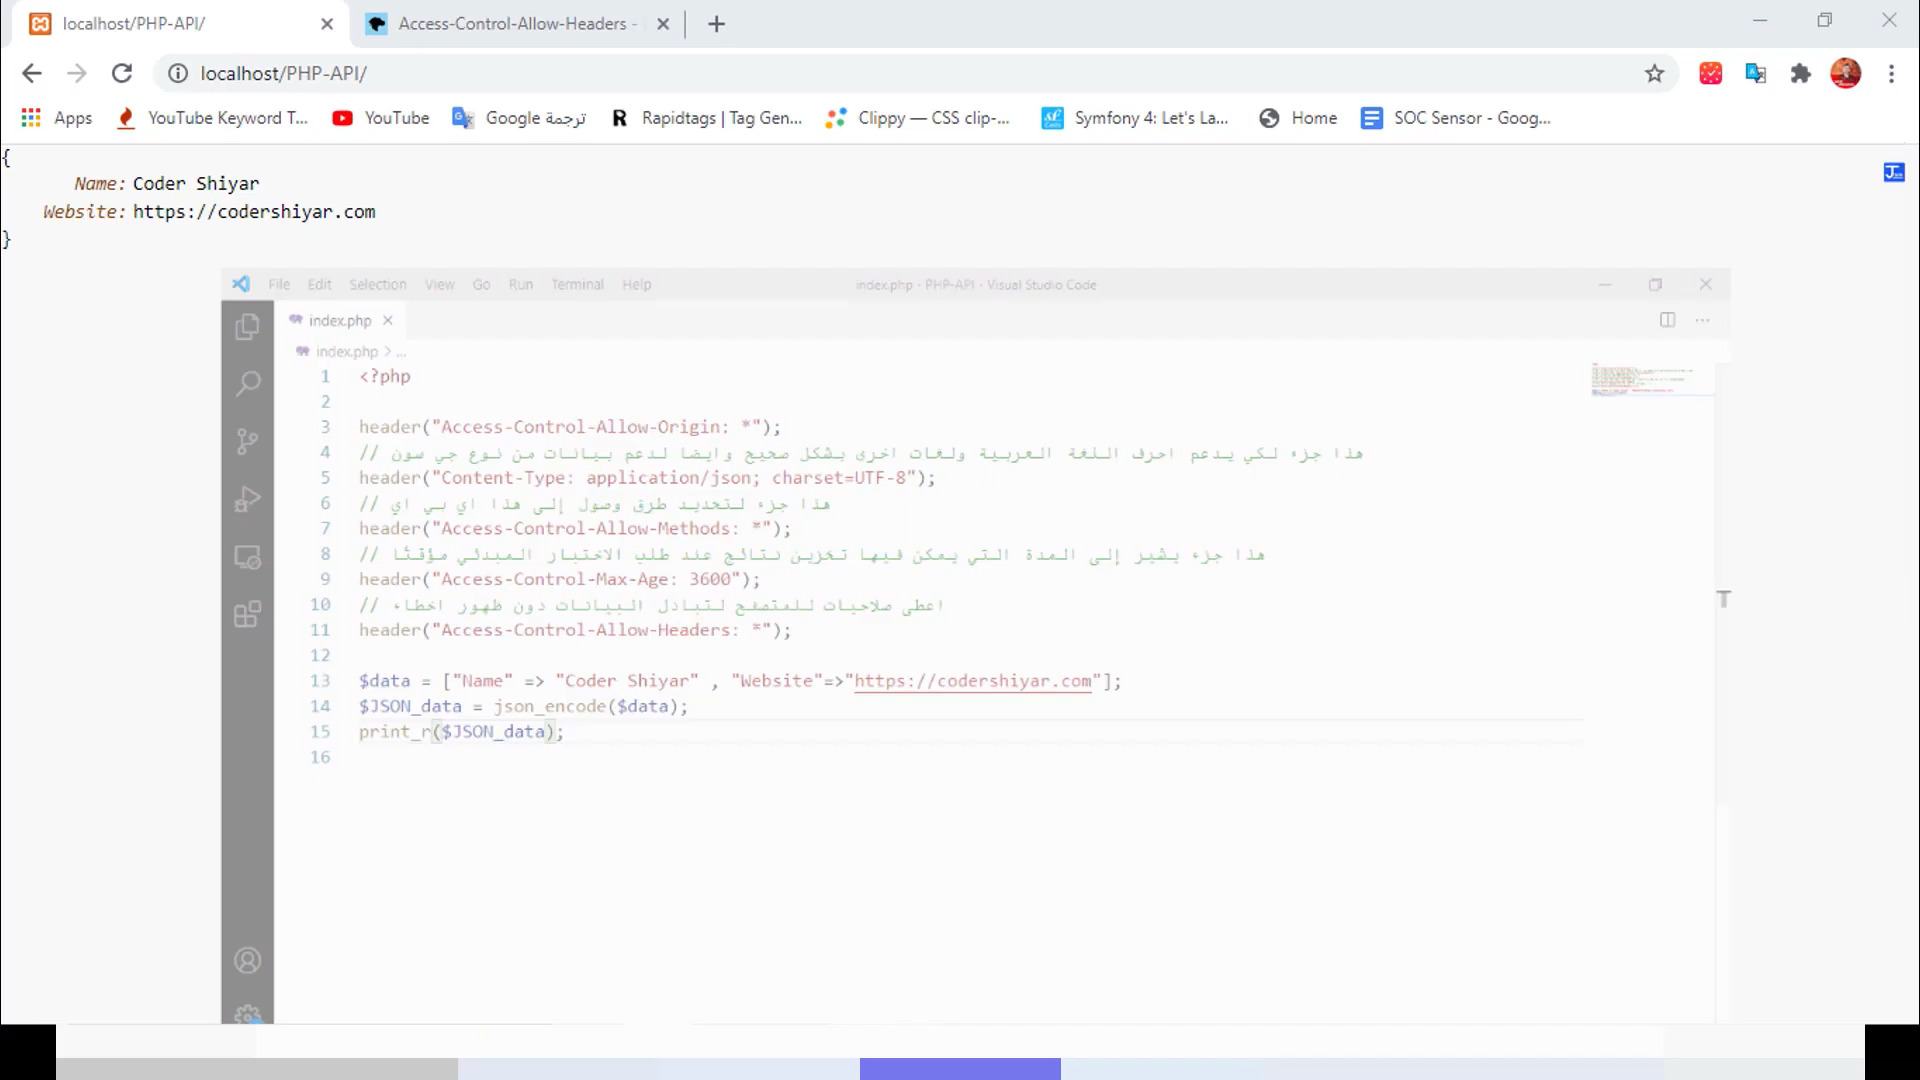 localhost/PHP-API/
Access-Control-Allow-Headers -
localhost/PHP-API/
Apps
YouTube Keyword T...
YouTube
ترجمة Google
Rapidtags | Tag Gen...
Clippy — CSS clip-...
Symfony 4: Let's La...
Home
SOC Sensor - Goog...
{
Name: Coder Shiyar
Website: https://codershiyar.com
}
File Edit Selection View Go Run Terminal Help
index.php - PHP-API - Visual Studio Code
index.php
index.php > ...
1 <?php
2
3 header("Access-Control-Allow-Origin: *");
4 // هذا جزء لكي يدعم احرف اللغة العربية ولغات اخرى بشكل صحيح وايضا لدعم بيانات من نوع جي سون
5 header("Content-Type: application/json; charset=UTF-8");
6 // هذا جزء لتحديد طرق وصول إلى هذا اي بي اي
7 header("Access-Control-Allow-Methods: *");
8 // هذا جزء يشير إلى المدة التي يمكن فيها تخزين نتائج عند طلب الاختبار المبدئي مؤقتًا
9 header("Access-Control-Max-Age: 3600");
10 // اعطى صلاحيات للمتصفح لتبادل البيانات دون ظهور اخطاء
11 header("Access-Control-Allow-Headers: *");
12
13 $data = ["Name" => "Coder Shiyar" , "Website"=>"https://codershiyar.com"];
14 $JSON_data = json_encode($data);
15 print_r($JSON_data);
16